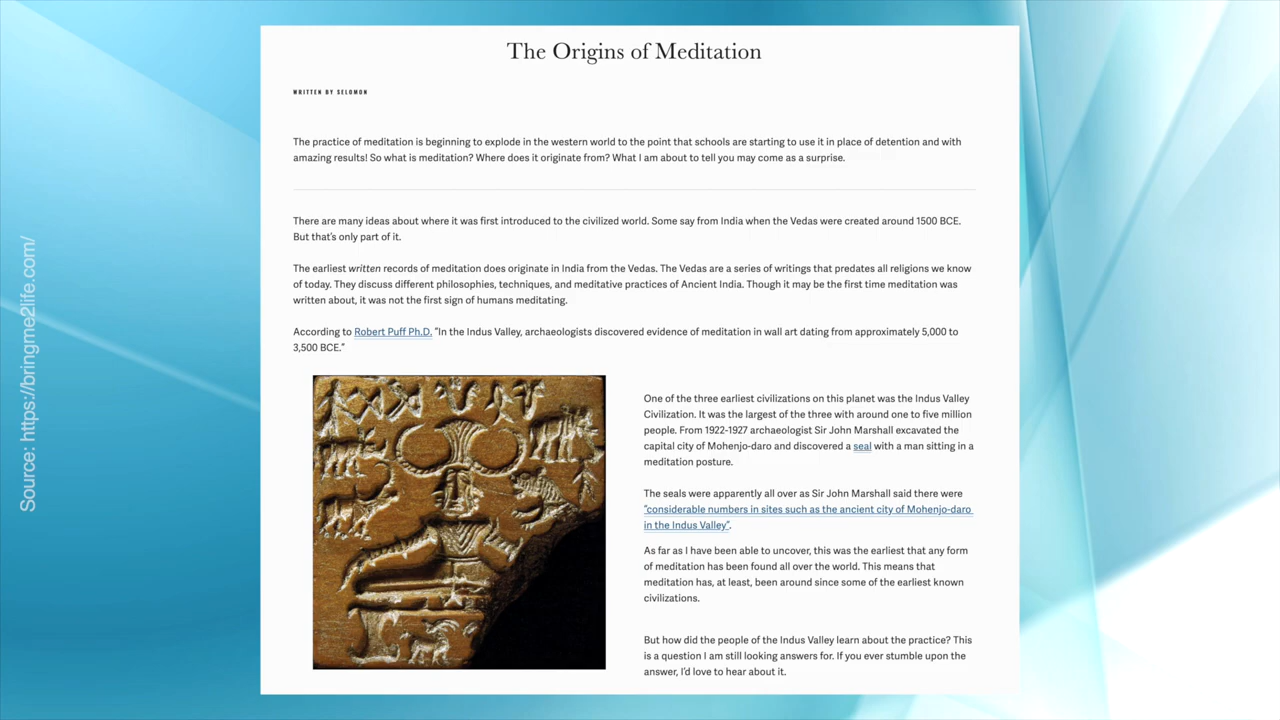 The Origins of Meditation
WRITTEN BY SELOMON
The practice of meditation is beginning to explode in the western world to the point that schools are starting to use it in place of detention and with
amazing results! So what is meditation? Where does it originate from? What I am about to tell you may come as a surprise.
There are many ideas about where it was first introduced to the civilized world. Some say from India when the Vedas were created around 1500 BCE.
But that's only part of it.
The earliest written records of meditation does originate in India from the Vedas. The Vedas are a series of writings that predates all religions we know
of today. They discuss different philosophies, techniques, and meditative practices of Ancient India. Though it may be the first time meditation was
written about, it was not the first sign of humans meditating.
According to Robert Puff Ph.D. "In the Indus Valley, archaeologists discovered evidence of meditation in wall art dating from approximately 5,000 to
3,500 BCE."
One of the three earliest civilizations on this planet was the Indus Valley
Civilization. It was the largest of the three with around one to five million
people. From 1922-1927 archaeologist Sir John Marshall excavated the
capital city of Mohenjo-daro and discovered a seal with a man sitting in a
meditation posture.
The seals were apparently all over as Sir John Marshall said there were
"considerable numbers in sites such as the ancient city of Mohenjo-daro
in the Indus Valley".
As far as I have been able to uncover, this was the earliest that any form
of meditation has been found all over the world. This means that
meditation has, at least, been around since some of the earliest known
civilizations.
But how did the people of the Indus Valley learn about the practice? This
is a question I am still looking answers for. If you ever stumble upon the
answer, I'd love to hear about it.
Source: https://bringme2life.com/